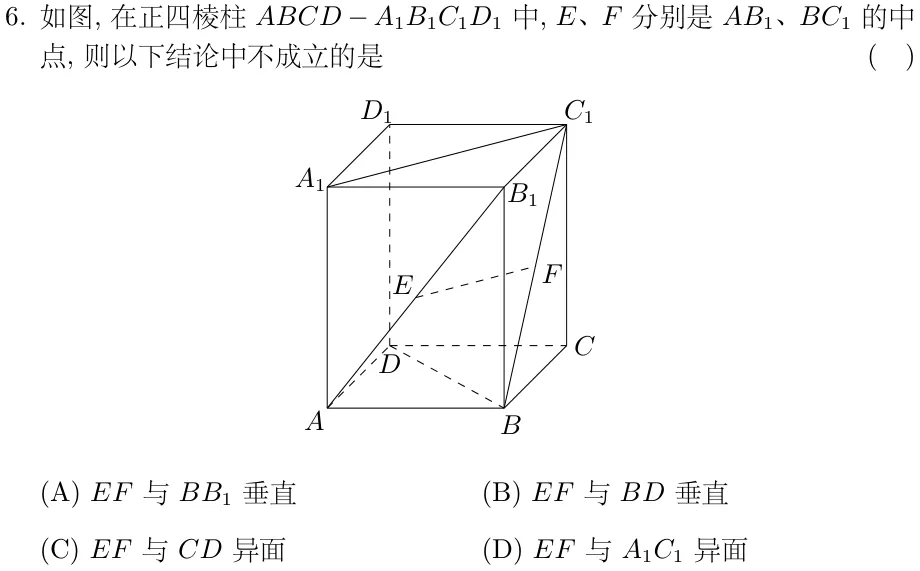 6. 如图, 在正四棱柱 ABCD − A₁B₁C₁D₁ 中, E、F 分别是 AB₁、BC₁ 的中
点, 则以下结论中不成立的是 ( )
D₁ C₁
A₁ B₁
E F
D C
A B
(A) EF 与 BB₁ 垂直 (B) EF 与 BD 垂直
(C) EF 与 CD 异面 (D) EF 与 A₁C₁ 异面